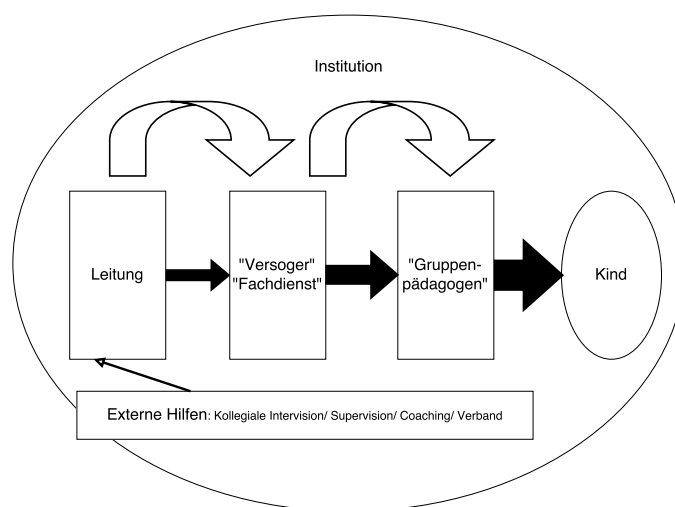 Institution
Leitung
"Versoger"
"Fachdienst"
"Gruppen-
pädagogen"
Kind
Externe Hilfen: Kollegiale Intervision/ Supervision/ Coaching/ Verband